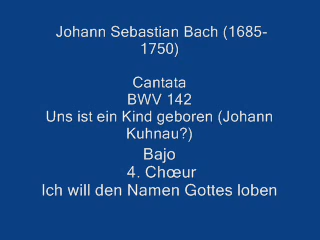 Johann Sebastian Bach (1685-
1750)
Cantata
BWV 142
Uns ist ein Kind geboren (Johann
Kuhnau?)
Bajo
4. Chœur
Ich will den Namen Gottes loben